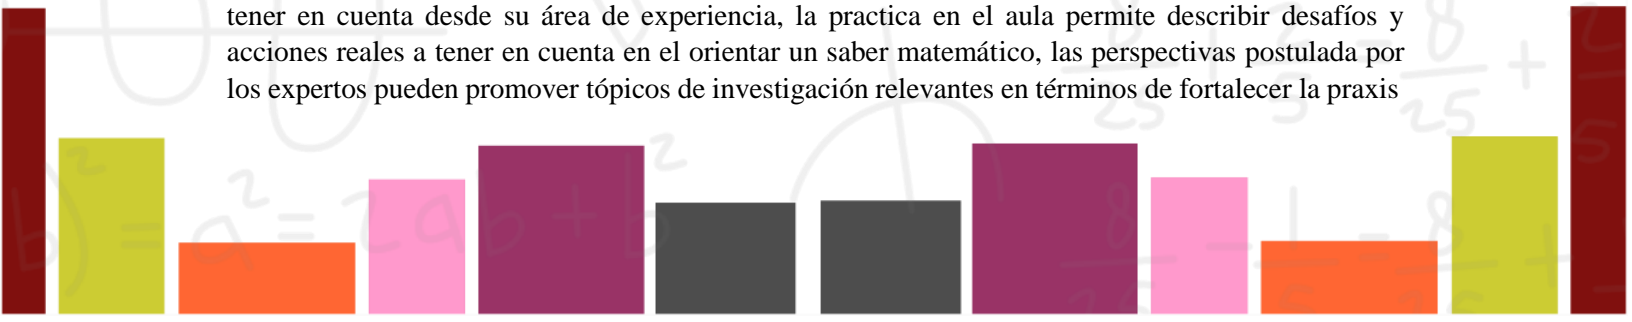 tener en cuenta desde su área de experiencia, la practica en el aula permite describir desafíos y
acciones reales a tener en cuenta en el orientar un saber matemático, las perspectivas postulada por
los expertos pueden promover tópicos de investigación relevantes en términos de fortalecer la praxis